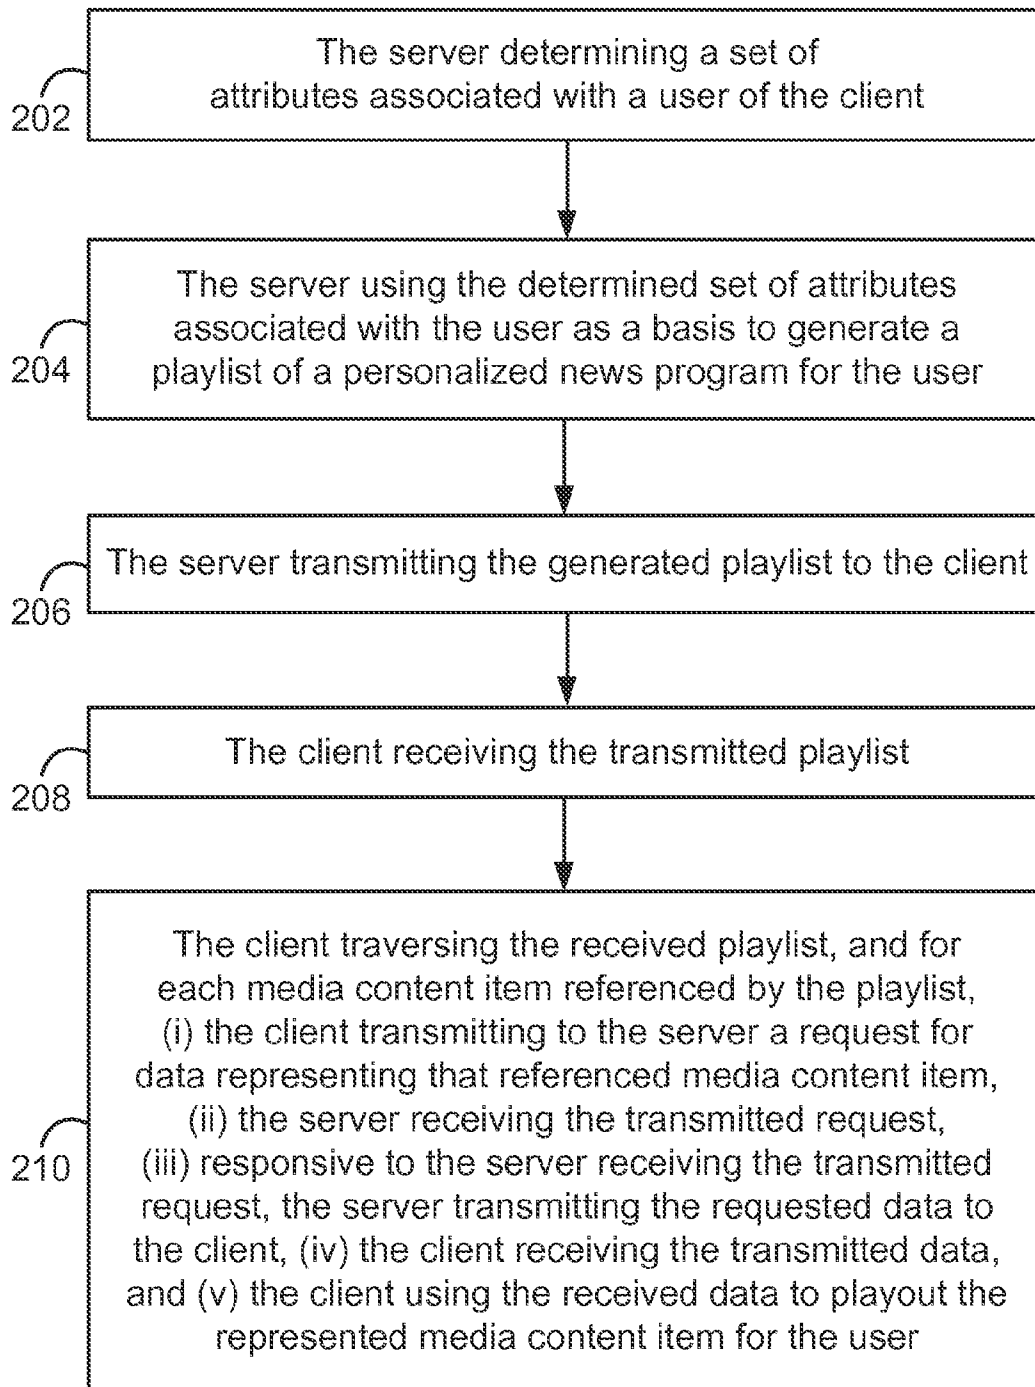 The server determining a set of
attributes associated with a user of the client
202
The server using the determined set of attributes
associated with the user as a basis to generate a
playlist of a personalized news program for the user
204
The server transmitting the generated playlist to the client
206
The client receiving the transmitted playlist
208
The client traversing the received playlist, and for
each media content item referenced by the playlist,
(i) the client transmitting to the server a request for
data representing that referenced media content item,
(ii) the server receiving the transmitted request,
(iii) responsive to the server receiving the transmitted
request, the server transmitting the requested data to
the client, (iv) the client receiving the transmitted data,
and (v) the client using the received data to playout the
represented media content item for the user
210